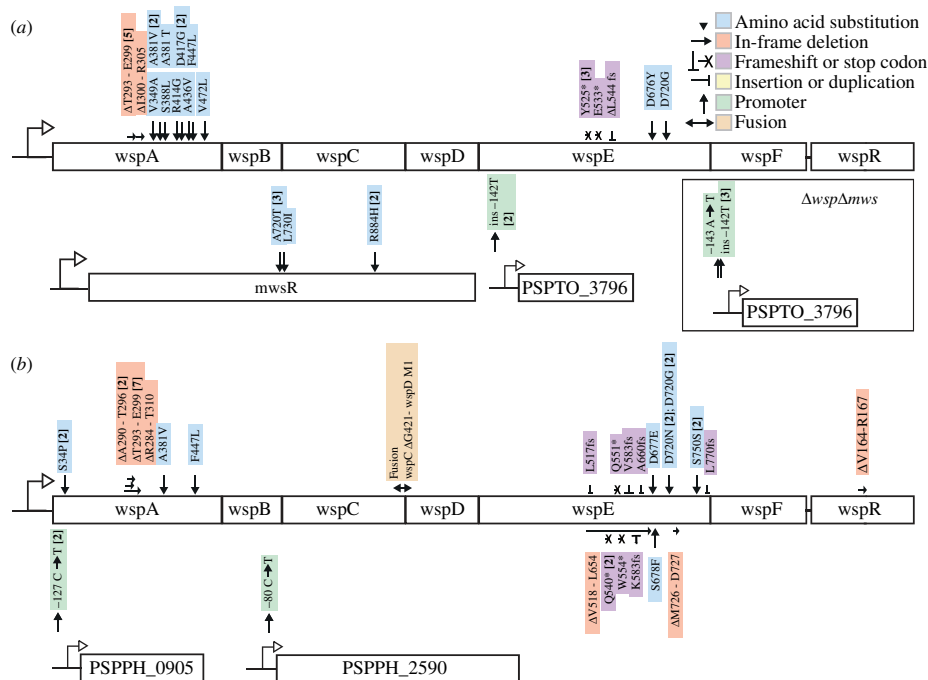 (a)
ΔT293 - E299 [5]
ΔI300 - R305
V349A
A381V [2]
S388L
A381 T
R414G
D417G [2]
A436V
F447L
V472L
Y525* [3]
E533*
ΔL544 fs
D676Y
D720G
Amino acid substitution
In-frame deletion
Frameshift or stop codon
Insertion or duplication
Promoter
Fusion
wspA
wspB
wspC
wspD
wspE
wspF
wspR
A720T [3]
L730I
R884H [2]
mwsR
ins −142T
[2]
PSPTO_3796
ΔwspΔmws
−143 A → T
ins −142T [3]
PSPTO_3796
(b)
S34P [2]
ΔA290 - T296 [2]
ΔT293 - E299 [7]
ΔR284 - T310
A381V
F447L
Fusion
wspC ΔG421- wspD M1
L517fs
Q551*
V583fs
A660fs
D677E
D720N [2]; D720G [2]
S750S [2]
L770fs
ΔV164-R167
wspA
wspB
wspC
wspD
wspE
wspF
wspR
−127 C → T [2]
−80 C → T
ΔV518 - L654
Q540* [2]
W554*
K583fs
S678F
ΔM726 - D727
PSPPH_0905
PSPPH_2590